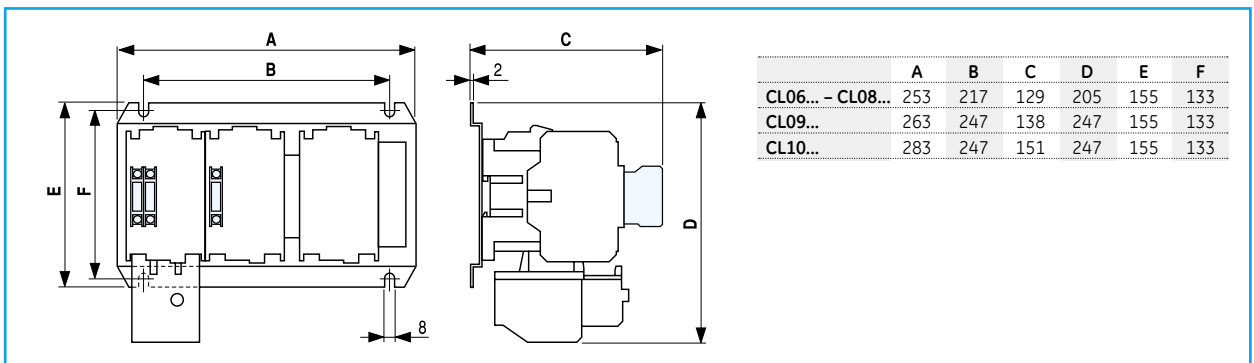 A
B
E
F
8
C
2
D
A B C D E F
CL06... – CL08... 253 217 129 205 155 133
CL09... 263 247 138 247 155 133
CL10... 283 247 151 247 155 133